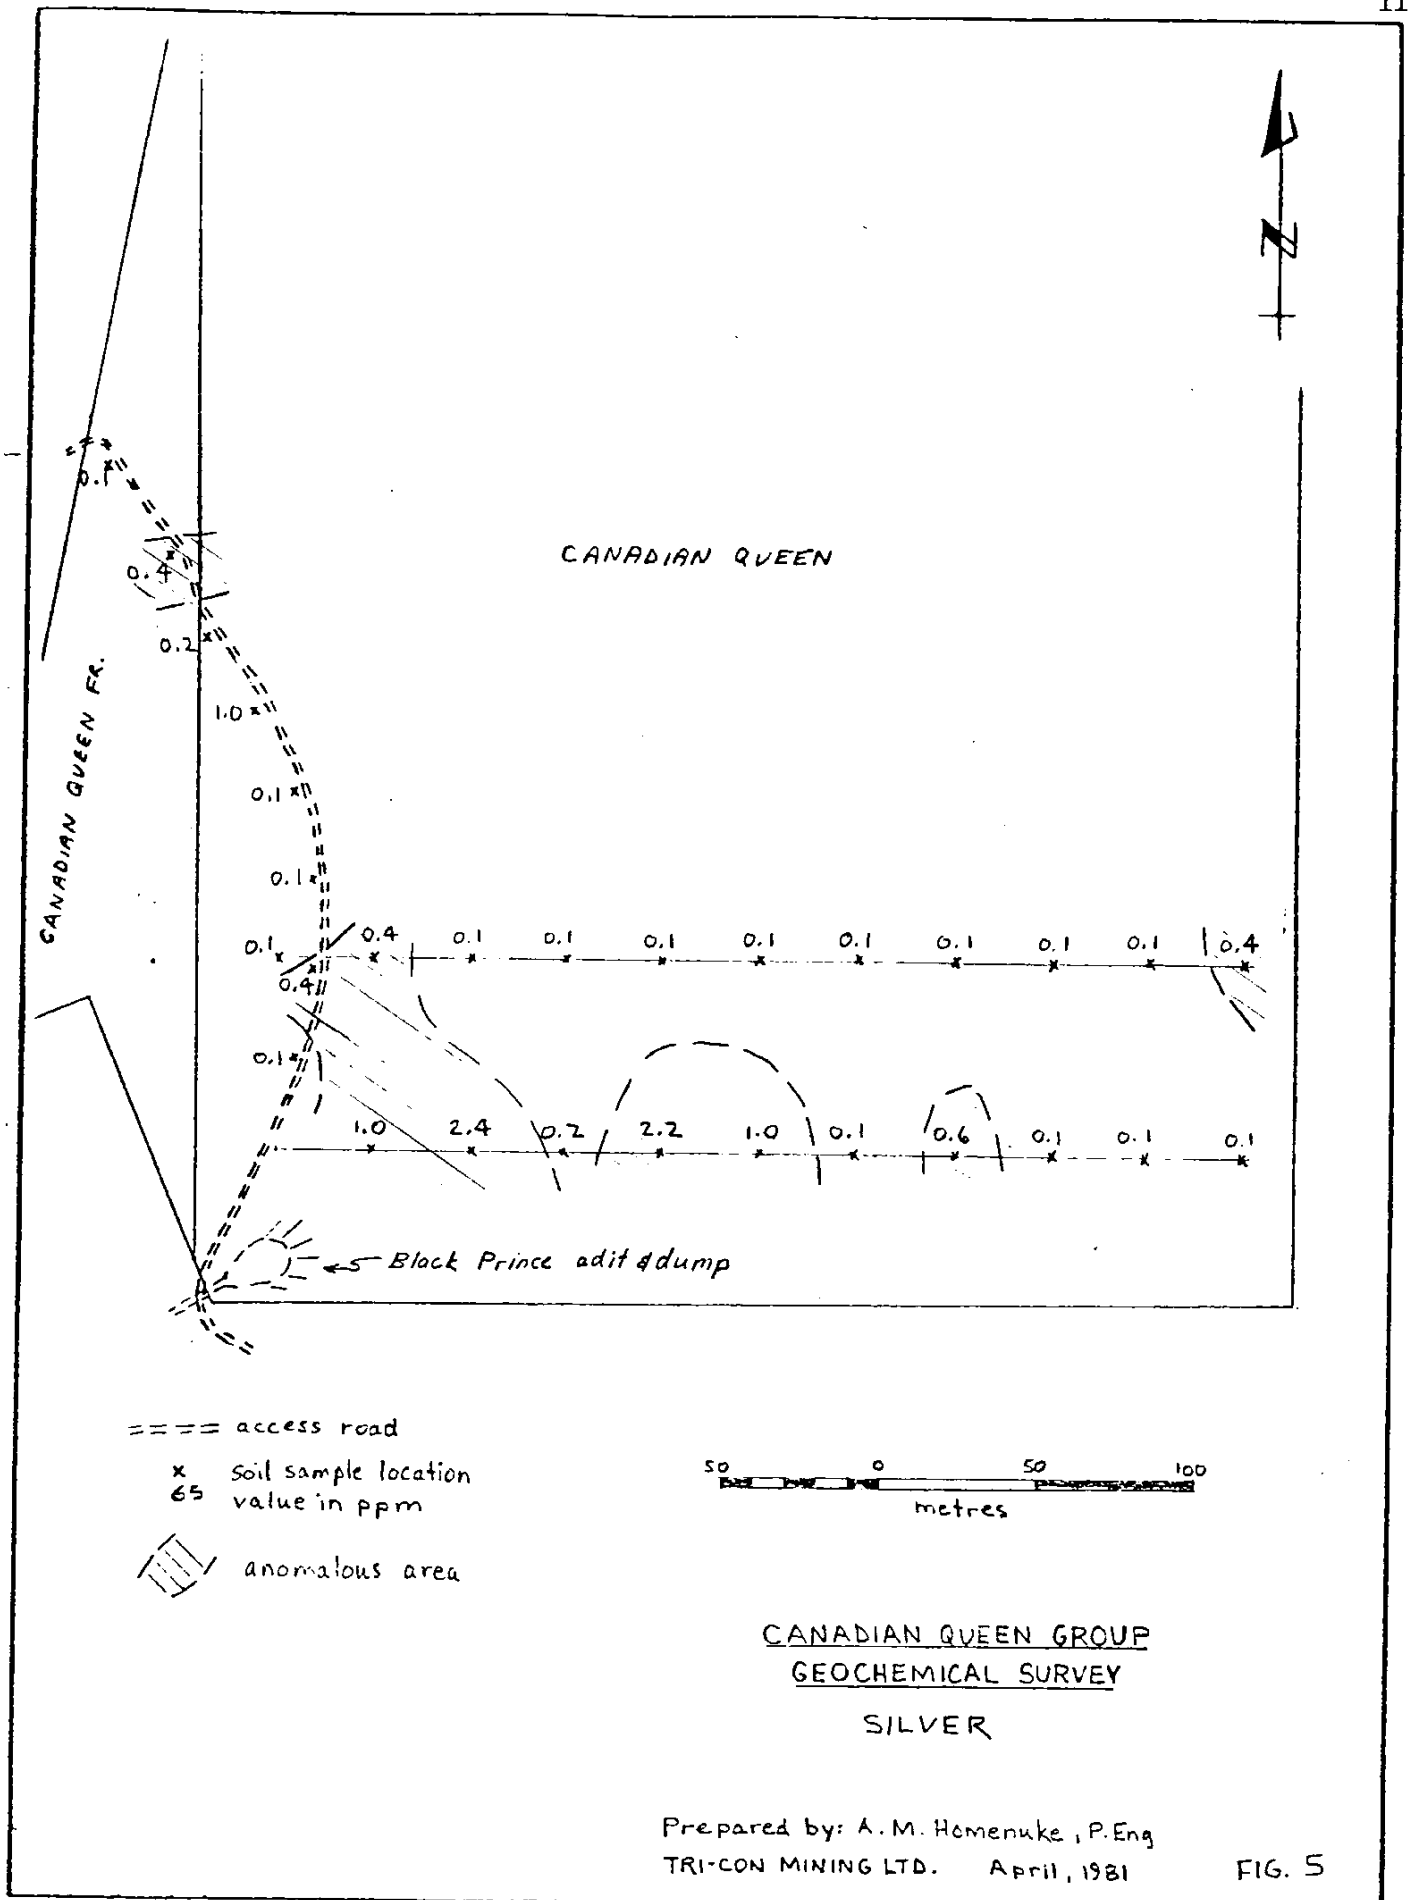 11
N
0.1
CANADIAN QUEEN
0.4
0.2
CANADIAN QUEEN FR.
1.0
0.1
0.1
0.1 0.4 0.1 0.1 0.1 0.1 0.1 0.1 0.1 0.1 0.4
0.4
0.1
1.0 2.4 0.2 2.2 1.0 0.1 0.6 0.1 0.1 0.1
Black Prince adit & dump
==== access road
x soil sample location
65 value in ppm
50 0 50 100
metres
anomalous area
CANADIAN QUEEN GROUP
GEOCHEMICAL SURVEY
SILVER
Prepared by: A.M. Homenuke, P.Eng
TRI-CON MINING LTD. April, 1981
FIG. 5